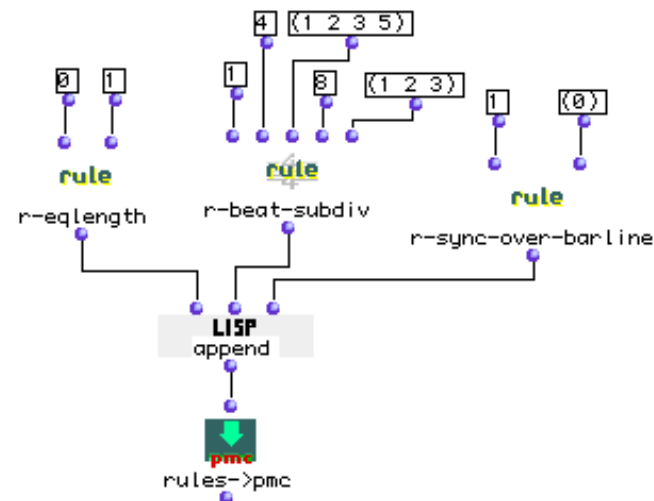 4 (1 2 3 5)
0 1 1 8 (1 2 3)
1 (0)
rule rule rule
r-eqlength r-beat-subdiv r-sync-over-barline
LISP
append
pmc
rules->pmc